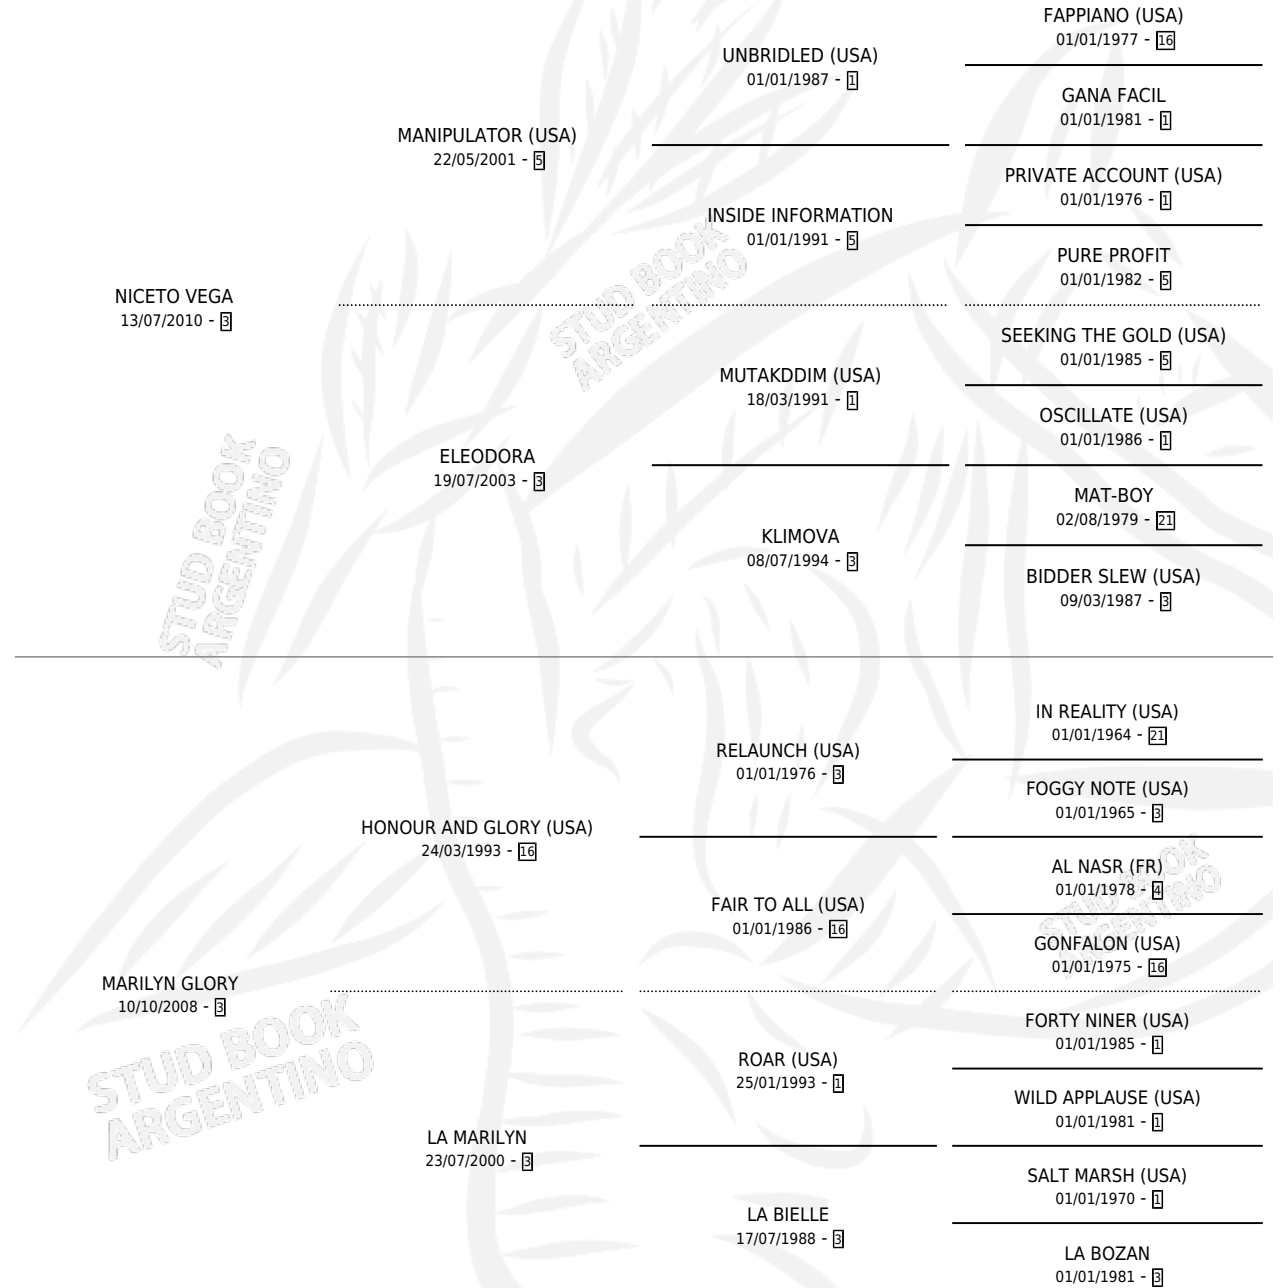 FAPPIANO (USA)
01/01/1977 - 16
UNBRIDLED (USA)
01/01/1987 - 1
GANA FACIL
01/01/1981 - 1
MANIPULATOR (USA)
22/05/2001 - 5
PRIVATE ACCOUNT (USA)
01/01/1976 - 1
INSIDE INFORMATION
01/01/1991 - 5
PURE PROFIT
01/01/1982 - 5
NICETO VEGA
13/07/2010 - 3
SEEKING THE GOLD (USA)
01/01/1985 - 5
MUTAKDDIM (USA)
18/03/1991 - 1
OSCILLATE (USA)
01/01/1986 - 1
ELEODORA
19/07/2003 - 3
MAT-BOY
02/08/1979 - 21
KLIMOVA
08/07/1994 - 3
BIDDER SLEW (USA)
09/03/1987 - 3
IN REALITY (USA)
01/01/1964 - 21
RELAUNCH (USA)
01/01/1976 - 3
FOGGY NOTE (USA)
01/01/1965 - 3
HONOUR AND GLORY (USA)
24/03/1993 - 16
AL NASR (FR)
01/01/1978 - 4
FAIR TO ALL (USA)
01/01/1986 - 16
GONFALON (USA)
01/01/1975 - 16
MARILYN GLORY
10/10/2008 - 3
FORTY NINER (USA)
01/01/1985 - 1
ROAR (USA)
25/01/1993 - 1
WILD APPLAUSE (USA)
01/01/1981 - 1
LA MARILYN
23/07/2000 - 3
SALT MARSH (USA)
01/01/1970 - 1
LA BIELLE
17/07/1988 - 3
LA BOZAN
01/01/1981 - 3
STUD BOOK
ARGENTINO
STUD BOOK
ARGENTINO
STUD BOOK
ARGENTINO
STUD BOOK
ARGENTINO